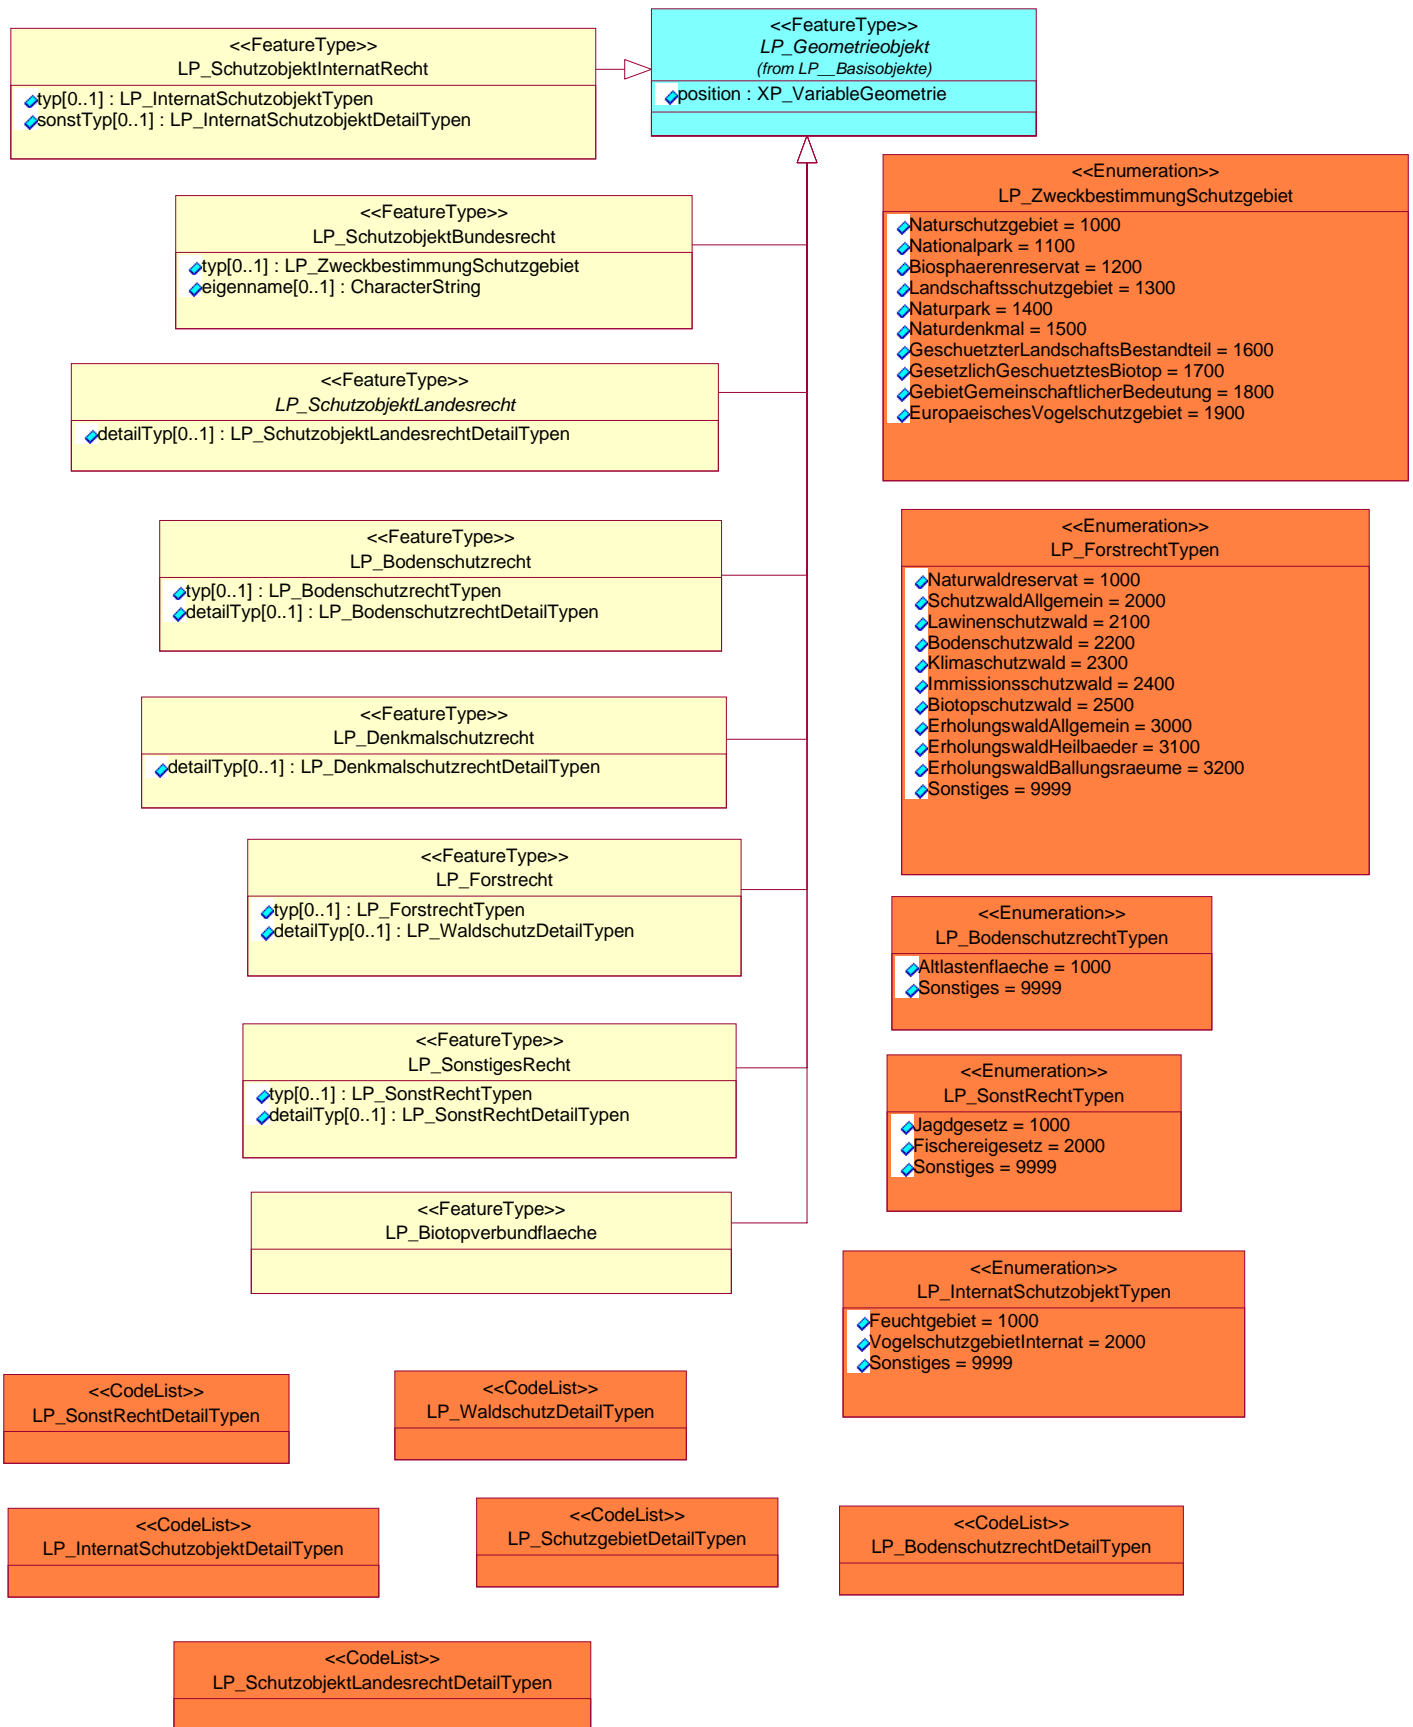 <<FeatureType>>
LP_SchutzobjektInternatRecht
typ[0..1] : LP_InternatSchutzobjektTypen
sonstTyp[0..1] : LP_InternatSchutzobjektDetailTypen
<<FeatureType>>
LP_Geometrieobjekt
(from LP__Basisobjekte)
position : XP_VariableGeometrie
<<FeatureType>>
LP_SchutzobjektBundesrecht
typ[0..1] : LP_ZweckbestimmungSchutzgebiet
eigenname[0..1] : CharacterString
<<FeatureType>>
LP_SchutzobjektLandesrecht
detailTyp[0..1] : LP_SchutzobjektLandesrechtDetailTypen
<<FeatureType>>
LP_Bodenschutzrecht
typ[0..1] : LP_BodenschutzrechtTypen
detailTyp[0..1] : LP_BodenschutzrechtDetailTypen
<<FeatureType>>
LP_Denkmalschutzrecht
detailTyp[0..1] : LP_DenkmalschutzrechtDetailTypen
<<FeatureType>>
LP_Forstrecht
typ[0..1] : LP_ForstrechtTypen
detailTyp[0..1] : LP_WaldschutzDetailTypen
<<FeatureType>>
LP_SonstigesRecht
typ[0..1] : LP_SonstRechtTypen
detailTyp[0..1] : LP_SonstRechtDetailTypen
<<FeatureType>>
LP_Biotopverbundflaeche
<<Enumeration>>
LP_ZweckbestimmungSchutzgebiet
Naturschutzgebiet = 1000
Nationalpark = 1100
Biosphaerenreservat = 1200
Landschaftsschutzgebiet = 1300
Naturpark = 1400
Naturdenkmal = 1500
GeschuetzterLandschaftsBestandteil = 1600
GesetzlichGeschuetztesBiotop = 1700
GebietGemeinschaftlicherBedeutung = 1800
EuropaeischesVogelschutzgebiet = 1900
<<Enumeration>>
LP_ForstrechtTypen
Naturwaldreservat = 1000
SchutzwaldAllgemein = 2000
Lawinenschutzwald = 2100
Bodenschutzwald = 2200
Klimaschutzwald = 2300
Immissionsschutzwald = 2400
Biotopschutzwald = 2500
ErholungswaldAllgemein = 3000
ErholungswaldHeilbaeder = 3100
ErholungswaldBallungsraeume = 3200
Sonstiges = 9999
<<Enumeration>>
LP_BodenschutzrechtTypen
Altlastenflaeche = 1000
Sonstiges = 9999
<<Enumeration>>
LP_SonstRechtTypen
Jagdgesetz = 1000
Fischereigesetz = 2000
Sonstiges = 9999
<<Enumeration>>
LP_InternatSchutzobjektTypen
Feuchtgebiet = 1000
VogelschutzgebietInternat = 2000
Sonstiges = 9999
<<CodeList>>
LP_SonstRechtDetailTypen
<<CodeList>>
LP_WaldschutzDetailTypen
<<CodeList>>
LP_InternatSchutzobjektDetailTypen
<<CodeList>>
LP_SchutzgebietDetailTypen
<<CodeList>>
LP_BodenschutzrechtDetailTypen
<<CodeList>>
LP_SchutzobjektLandesrechtDetailTypen